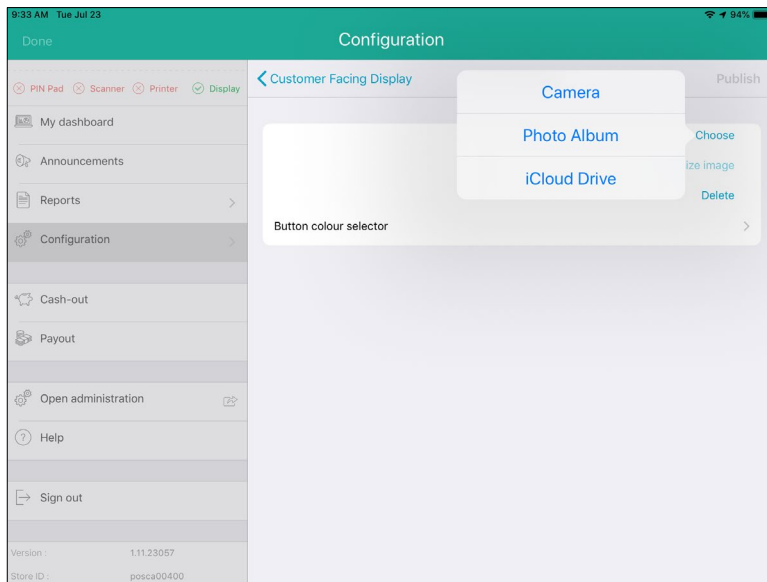 9:33 AM Tue Jul 23
94%
Done
Configuration
PIN Pad Scanner Printer Display
Customer Facing Display
Publish
My dashboard
Announcements
Reports
Configuration
Cash-out
Payout
Open administration
Help
Sign out
Version : 1.11.23057
Store ID : posca00400
Camera
Photo Album
iCloud Drive
Choose
ize image
Delete
Button colour selector